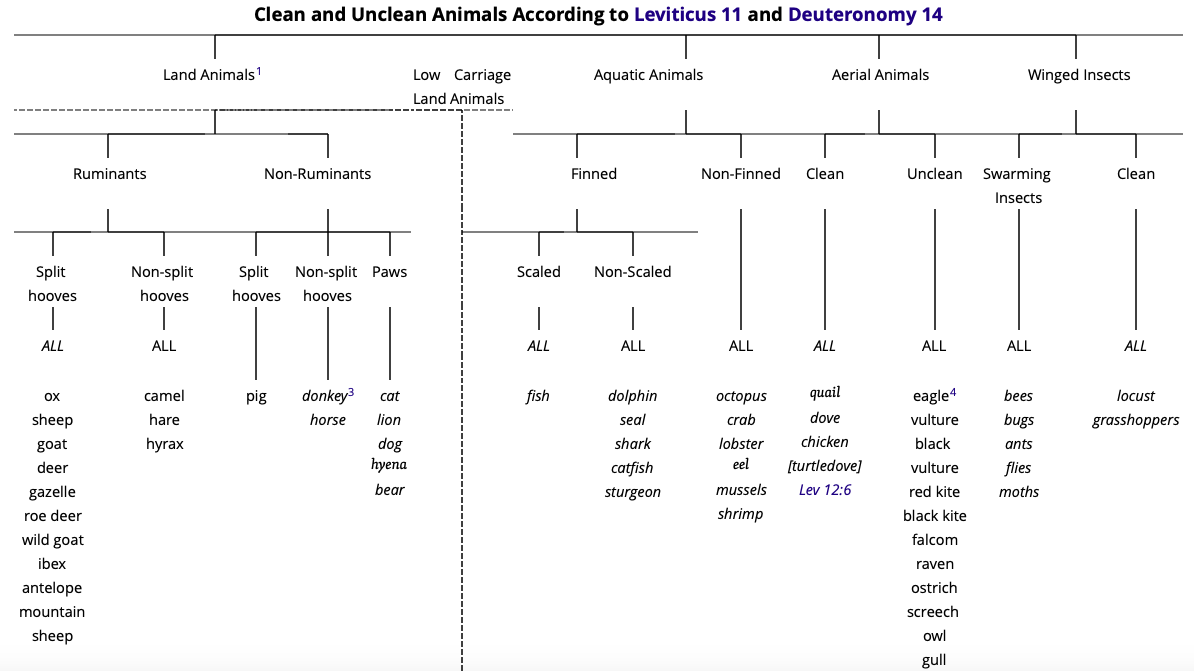 Clean and Unclean Animals According to Leviticus 11 and Deuteronomy 14
Land Animals1
Low Carriage
Land Animals
Aquatic Animals
Aerial Animals
Winged Insects
Ruminants
Non-Ruminants
Finned
Non-Finned
Clean
Unclean
Swarming
Insects
Clean
Split
hooves
Non-split
hooves
Split
hooves
Non-split
hooves
Paws
Scaled
Non-Scaled
ALL
ox
sheep
goat
deer
gazelle
roe deer
wild goat
ibex
antelope
mountain
sheep
ALL
camel
hare
hyrax
pig
donkey3
horse
cat
lion
dog
hyena
bear
ALL
fish
ALL
dolphin
seal
shark
catfish
sturgeon
ALL
octopus
crab
lobster
eel
mussels
shrimp
ALL
quail
dove
chicken
[turtledove]
Lev 12:6
ALL
eagle4
vulture
black
vulture
red kite
black kite
falcom
raven
ostrich
screech
owl
gull
ALL
bees
bugs
ants
flies
moths
ALL
locust
grasshoppers